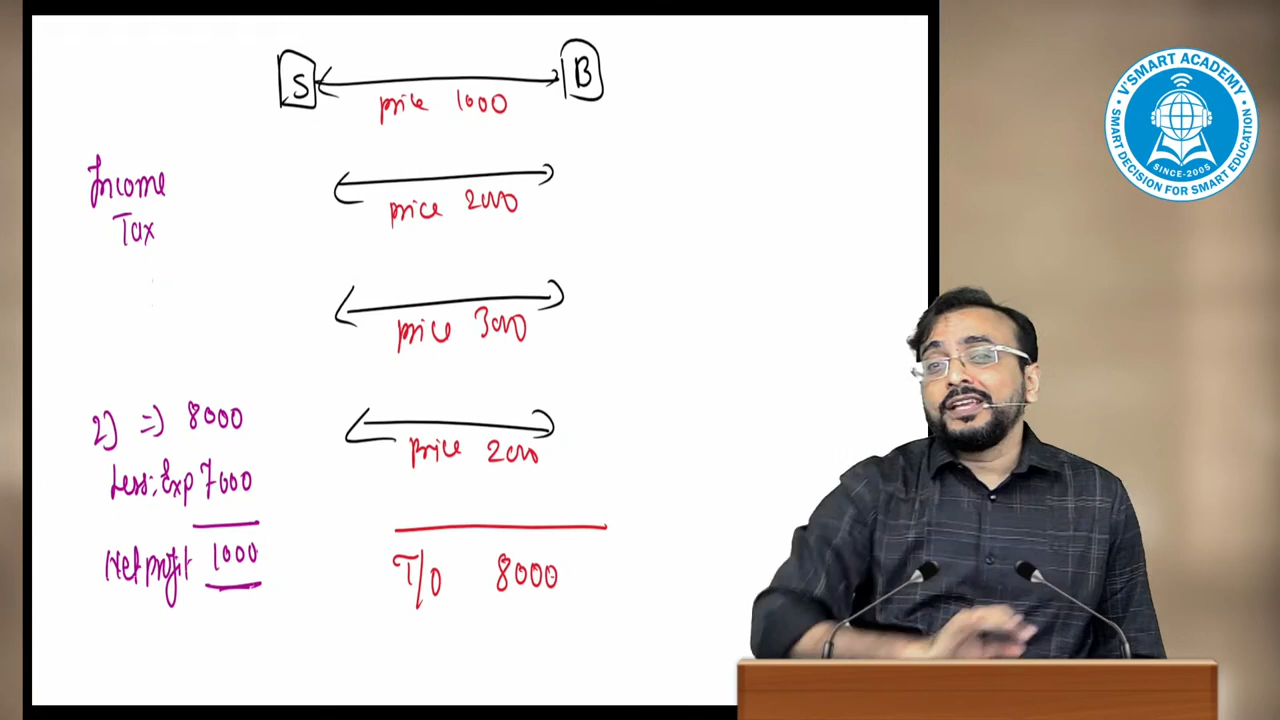 S B
price 1000
Income
Tax
price 2000
price 3000
2) => 8000
price 2000
Less: Exp 7000
Net profit 1000
T/O 8000
V'SMART ACADEMY
SINCE-2005
SMART DECISION FOR SMART EDUCATION